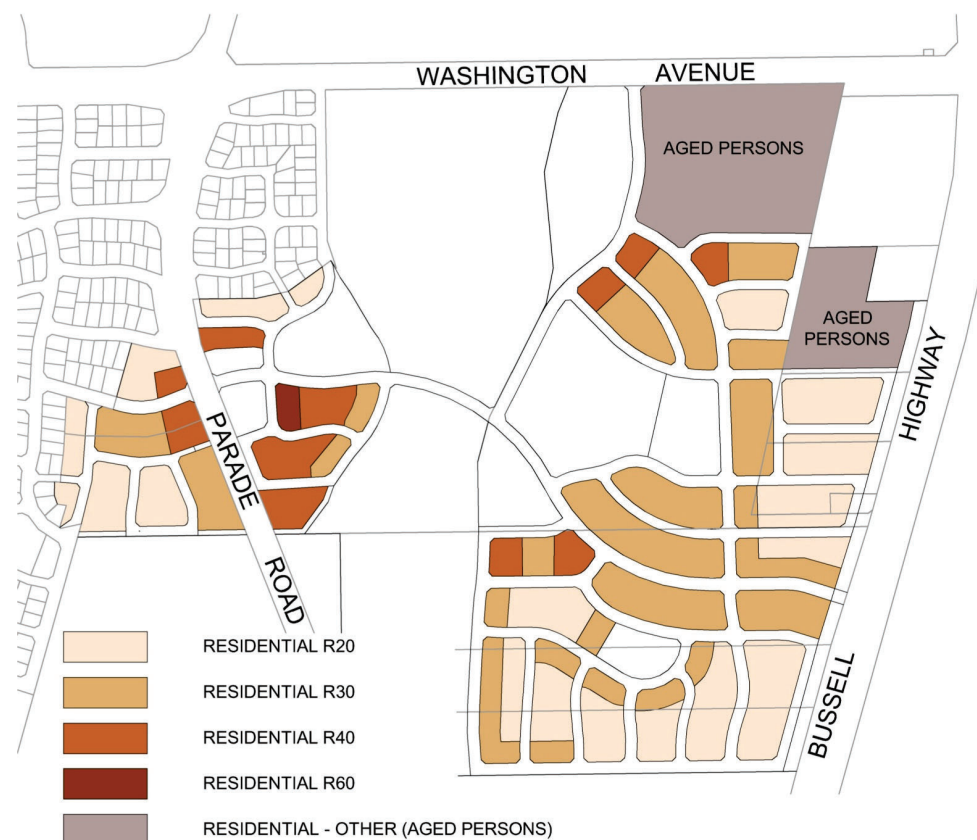 WASHINGTON AVENUE
AGED PERSONS
AGED
PERSONS
HIGHWAY
PARADE
ROAD
BUSSELL
RESIDENTIAL R20
RESIDENTIAL R30
RESIDENTIAL R40
RESIDENTIAL R60
RESIDENTIAL - OTHER (AGED PERSONS)